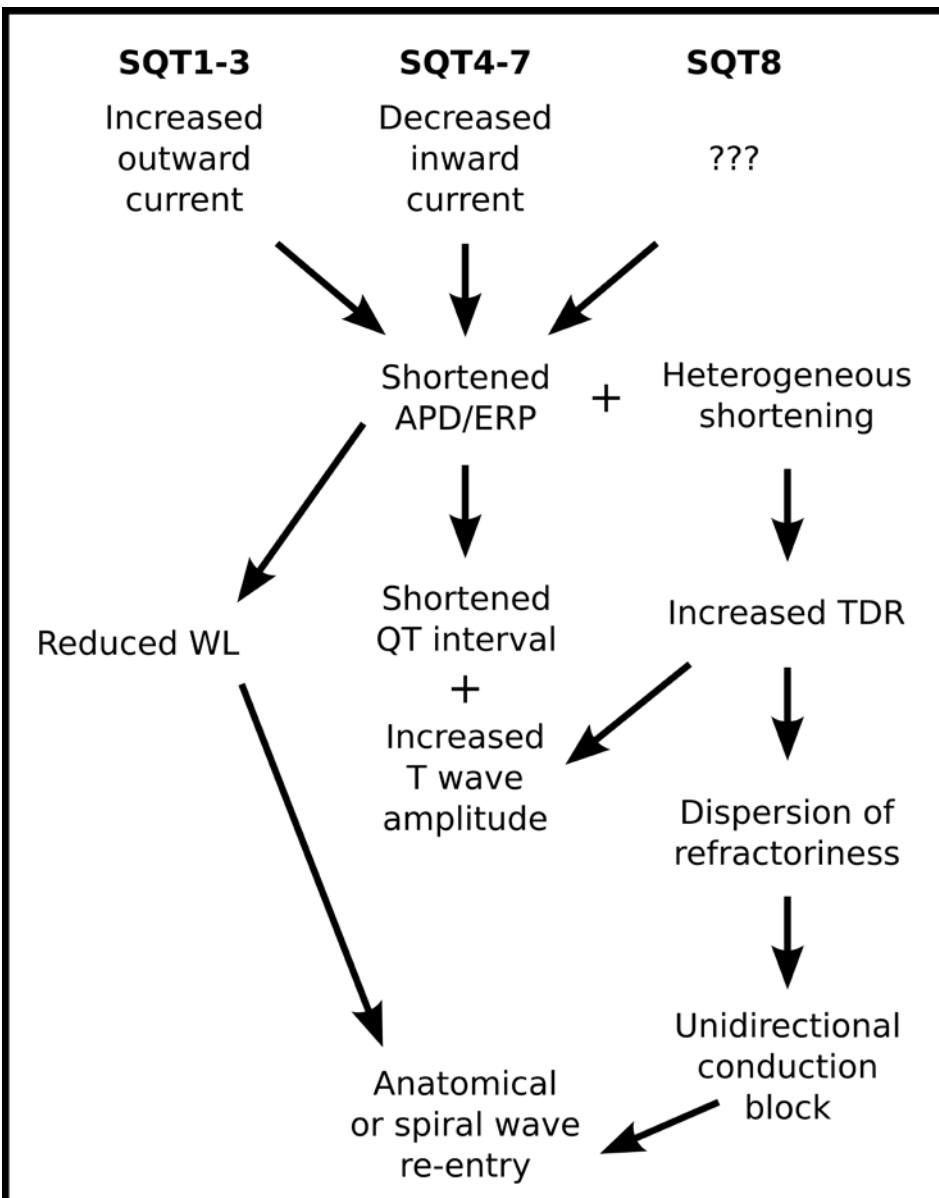 SQT1-3
Increased
outward
current
SQT4-7
Decreased
inward
current
SQT8
???
Shortened
APD/ERP
+
Heterogeneous
shortening
Reduced WL
Shortened
QT interval
+
Increased
T wave
amplitude
Increased TDR
Dispersion of
refractoriness
Unidirectional
conduction
block
Anatomical
or spiral wave
re-entry